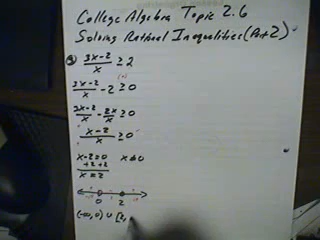 College Algebra Topic 2.6
Solving Rational Inequalities (Part 2)
(3x-2)/x ≥ 2
(3x-2)/x - 2 ≥ 0
(3x-2)/x - 2x/x ≥ 0
(x-2)/x ≥ 0
x-2=0 x≠0
+2 +2
x = 2
0 2
(-∞, 0) ∪ [2,